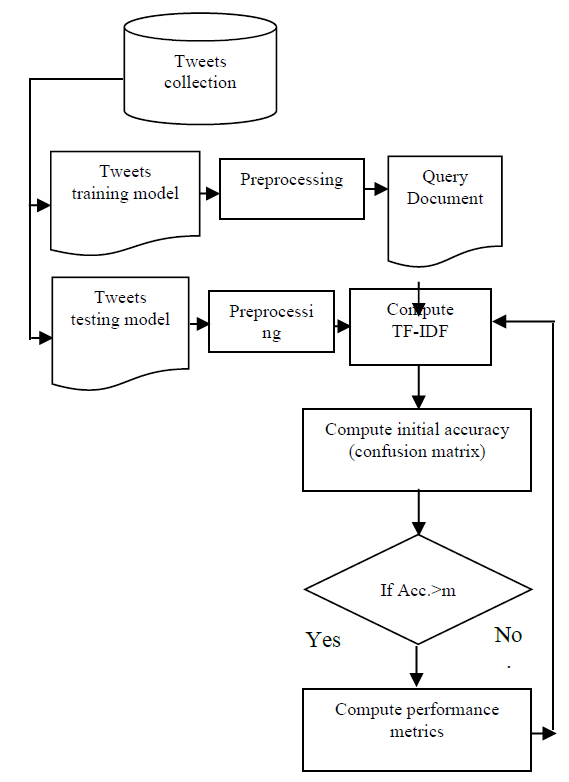 Tweets
collection
Tweets
training model
Preprocessing
Query
Document
Tweets
testing model
Preprocessi
ng
Compute
TF-IDF
Compute initial accuracy
(confusion matrix)
If Acc.>m
Yes
No
.
Compute performance
metrics